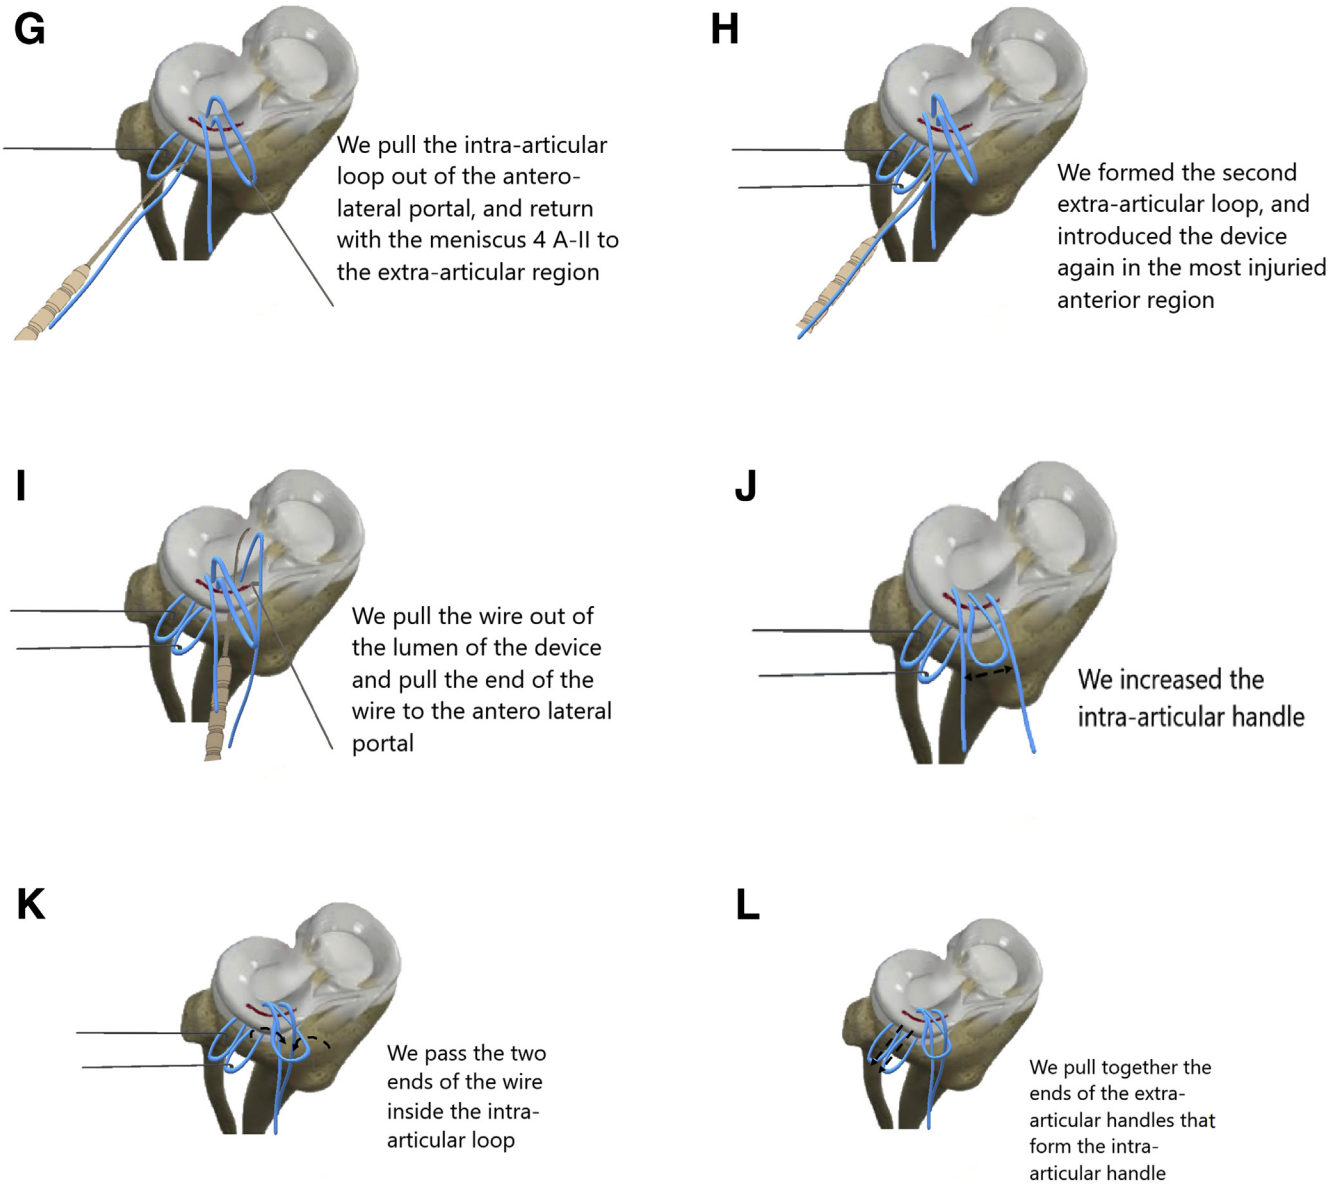 G
We pull the intra-articular
loop out of the antero-
lateral portal, and return
with the meniscus 4 A-II to
the extra-articular region
H
We formed the second
extra-articular loop, and
introduced the device
again in the most injuried
anterior region
I
We pull the wire out of
the lumen of the device
and pull the end of the
wire to the antero lateral
portal
J
We increased the
intra-articular handle
K
We pass the two
ends of the wire
inside the intra-
articular loop
L
We pull together the
ends of the extra-
articular handles that
form the intra-
articular handle